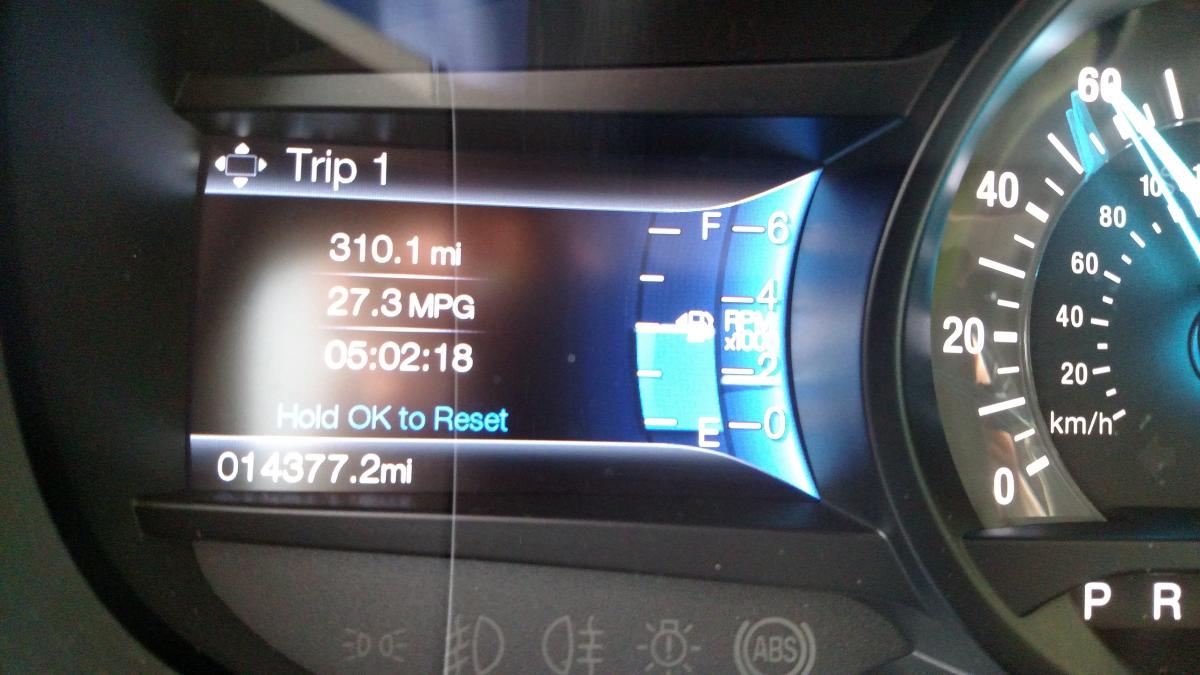 Trip 1
310.1 mi
27.3 MPG
05:02:18
Hold OK to Reset
014377.2mi
F
E
6
4
RPM
x1000
2
0
60
40
20
0
80
60
40
20
km/h
P R
ABS